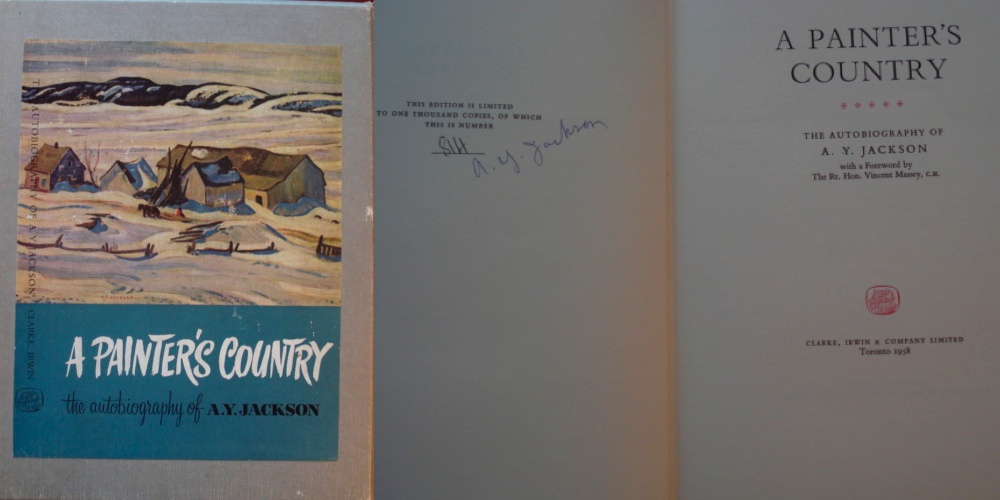 A PAINTER'S COUNTRY
the autobiography of A.Y. JACKSON
THE AUTOBIOGRAPHY OF A. Y. JACKSON CLARKE, IRWIN
THIS EDITION IS LIMITED
TO ONE THOUSAND COPIES, OF WHICH
THIS IS NUMBER
A. Y. Jackson
A PAINTER'S
COUNTRY
THE AUTOBIOGRAPHY OF
A. Y. JACKSON
with a Foreword by
The Rt. Hon. Vincent Massey, C.H.
CLARKE, IRWIN & COMPANY LIMITED
Toronto 1958